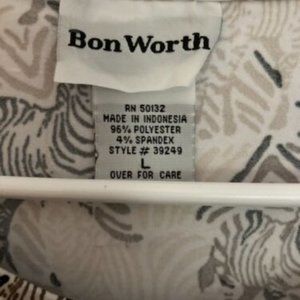 Bon Worth
RN 50132
MADE IN INDONESIA
96% POLYESTER
4% SPANDEX
STYLE # 39249
L
OVER FOR CARE